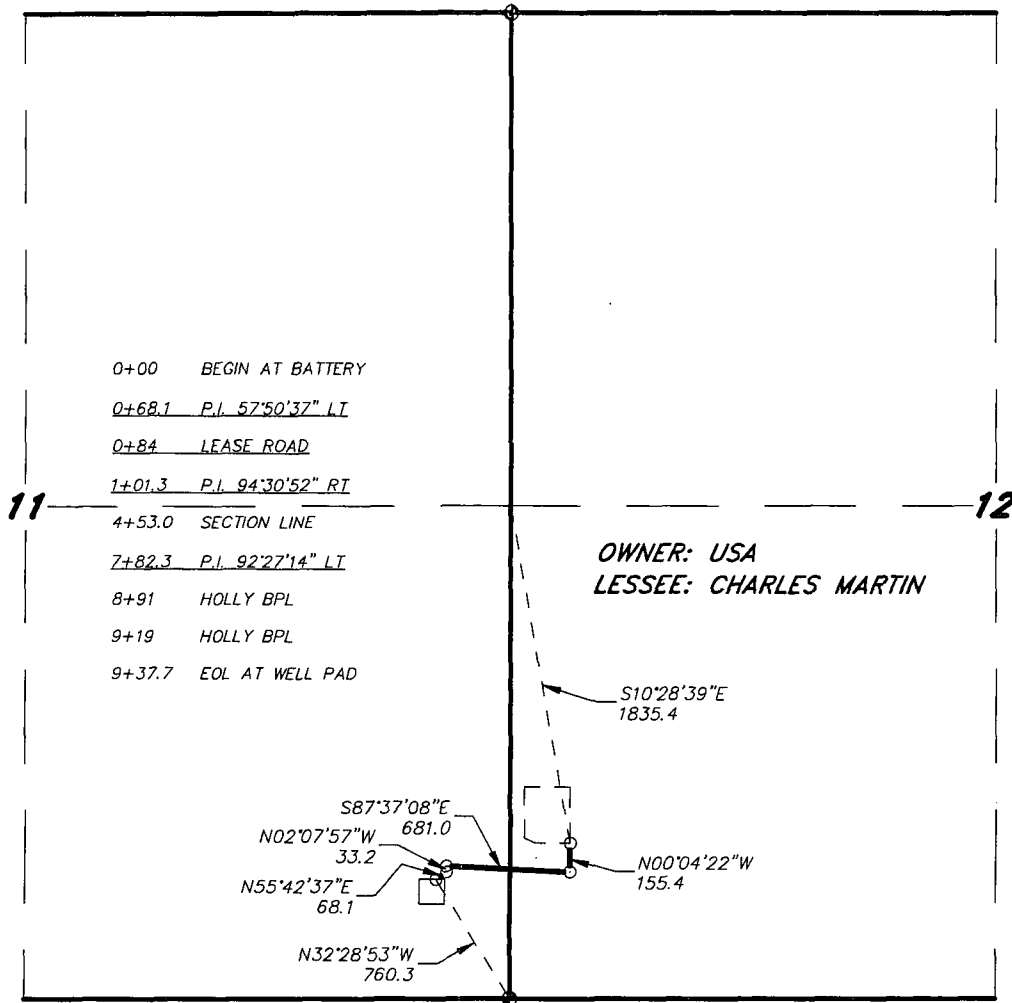 0+00 BEGIN AT BATTERY
0+68.1 P.I. 57°50'37" LT
0+84 LEASE ROAD
1+01.3 P.I. 94°30'52" RT
11
12
4+53.0 SECTION LINE
7+82.3 P.I. 92°27'14" LT
8+91 HOLLY BPL
9+19 HOLLY BPL
9+37.7 EOL AT WELL PAD
OWNER: USA
LESSEE: CHARLES MARTIN
S10°28'39"E
1835.4
S87°37'08"E
681.0
N02°07'57"W
33.2
N00°04'22"W
155.4
N55°42'37"E
68.1
N32°28'53"W
760.3